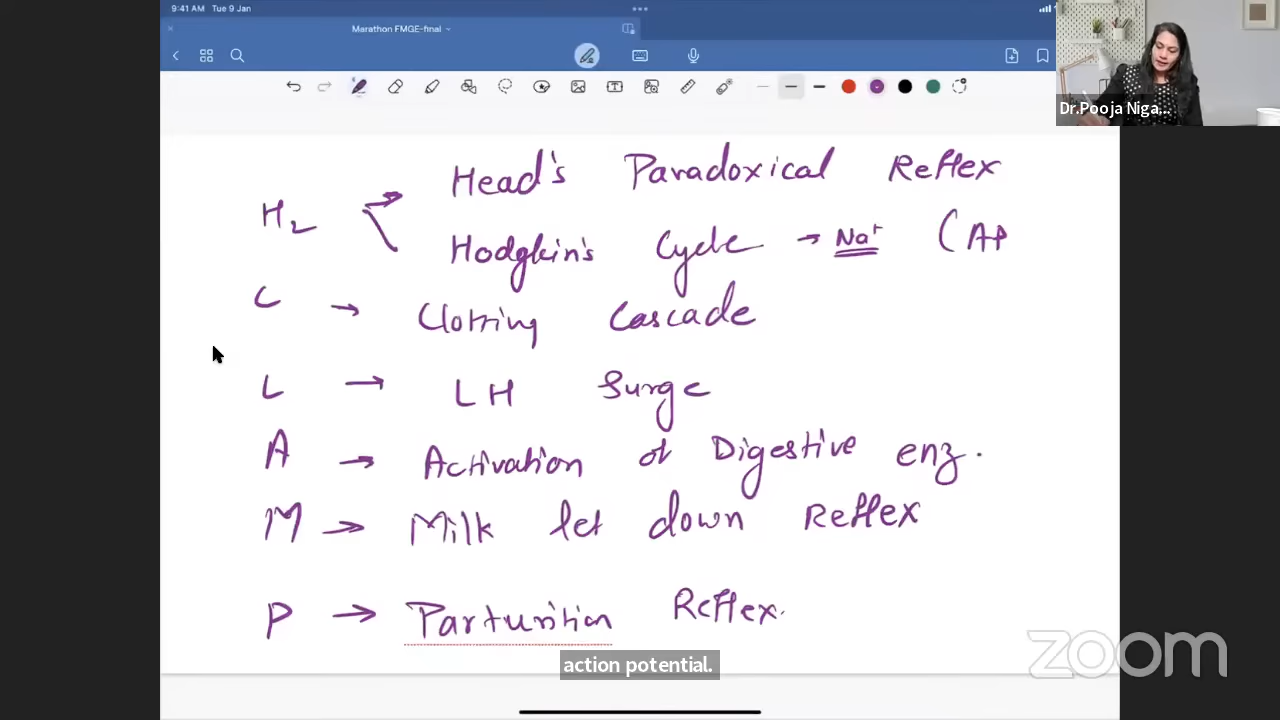 9:41 AM Tue 9 Jan
Marathon FMGE-final
Dr.Pooja Niga...
H2 → Head's Paradoxical Reflex
Hodgkin's Cycle → Na+ (AP
C → Clotting Cascade
L → LH Surge
A → Activation of Digestive enz.
M → Milk let down Reflex
P → Parturition Reflex.
action potential.
zoom